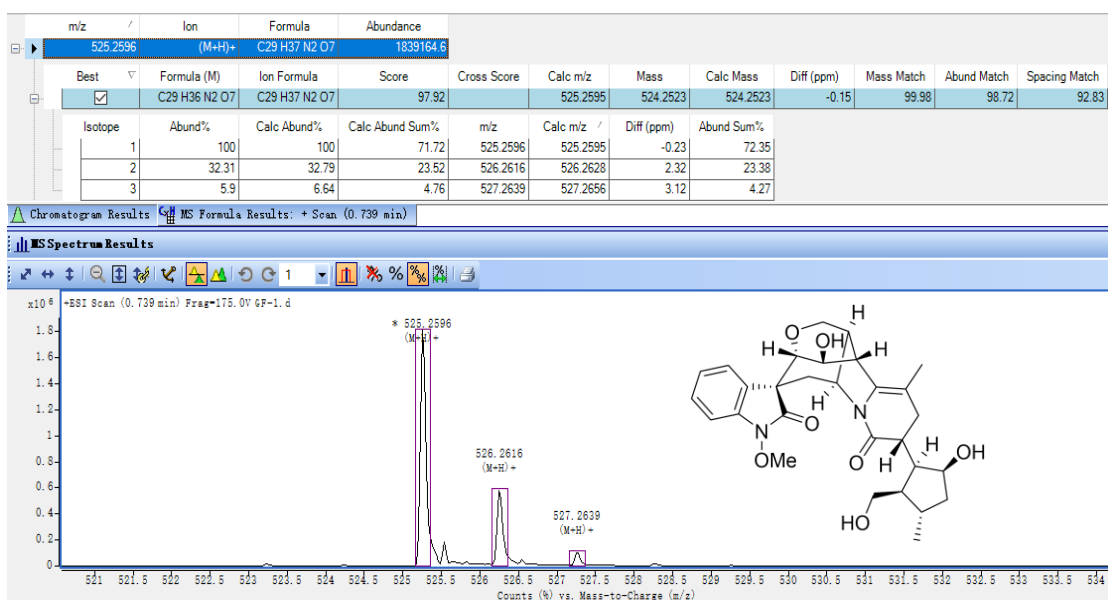 m/z / Ion Formula Abundance
525.2596 (M+H)+ C29 H37 N2 O7 1839164.6
Best Formula (M) Ion Formula Score Cross Score Calc m/z Mass Calc Mass Diff (ppm) Mass Match Abund Match Spacing Match
C29 H36 N2 O7 C29 H37 N2 O7 97.92 525.2595 524.2523 524.2523 -0.15 99.98 98.72 92.83
Isotope Abund% Calc Abund% Calc Abund Sum% m/z Calc m/z / Diff (ppm) Abund Sum%
1 100 100 71.72 525.2596 525.2595 -0.23 72.35
2 32.31 32.79 23.52 526.2616 526.2628 2.32 23.38
3 5.9 6.64 4.76 527.2639 527.2656 3.12 4.27
Chromatogram Results MS Formula Results: + Scan (0.739 min)
MS Spectrum Results
1 % %
x10 6 +ESI Scan (0.739 min) Frag=175.0V GF-1.d
1.8
1.6
1.4
1.2
1
0.8
0.6
0.4
0.2
0
* 525.2596
(M+H)+
526.2616
(M+H)+
527.2639
(M+H)+
H
O
OH
H
H
H
N
O
N
OMe
O
H
H
OH
HO
521 521.5 522 522.5 523 523.5 524 524.5 525 525.5 526 526.5 527 527.5 528 528.5 529 529.5 530 530.5 531 531.5 532 532.5 533 533.5 534
Counts (%) vs. Mass-to-Charge (m/z)